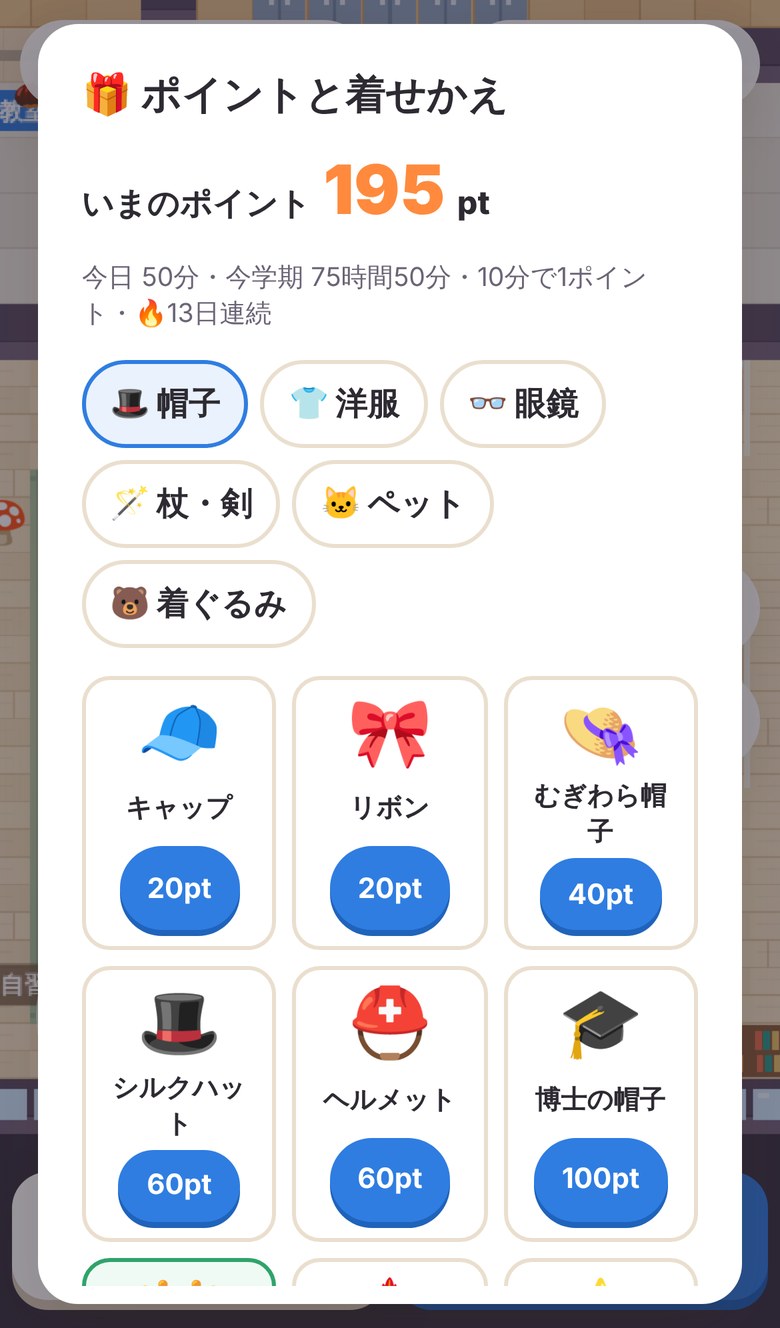 🎁 ポイントと着せかえ
いまのポイント 195 pt
今日 50分・今学期 75時間50分・10分で1ポイン
ト・🔥13日連続
🎩 帽子 👕 洋服 👓 眼鏡
🪄 杖・剣 🐱 ペット
🐻 着ぐるみ
キャップ リボン むぎわら帽
子
20pt 20pt 40pt
シルクハッ
ト ヘルメット 博士の帽子
60pt 60pt 100pt
教室
自習